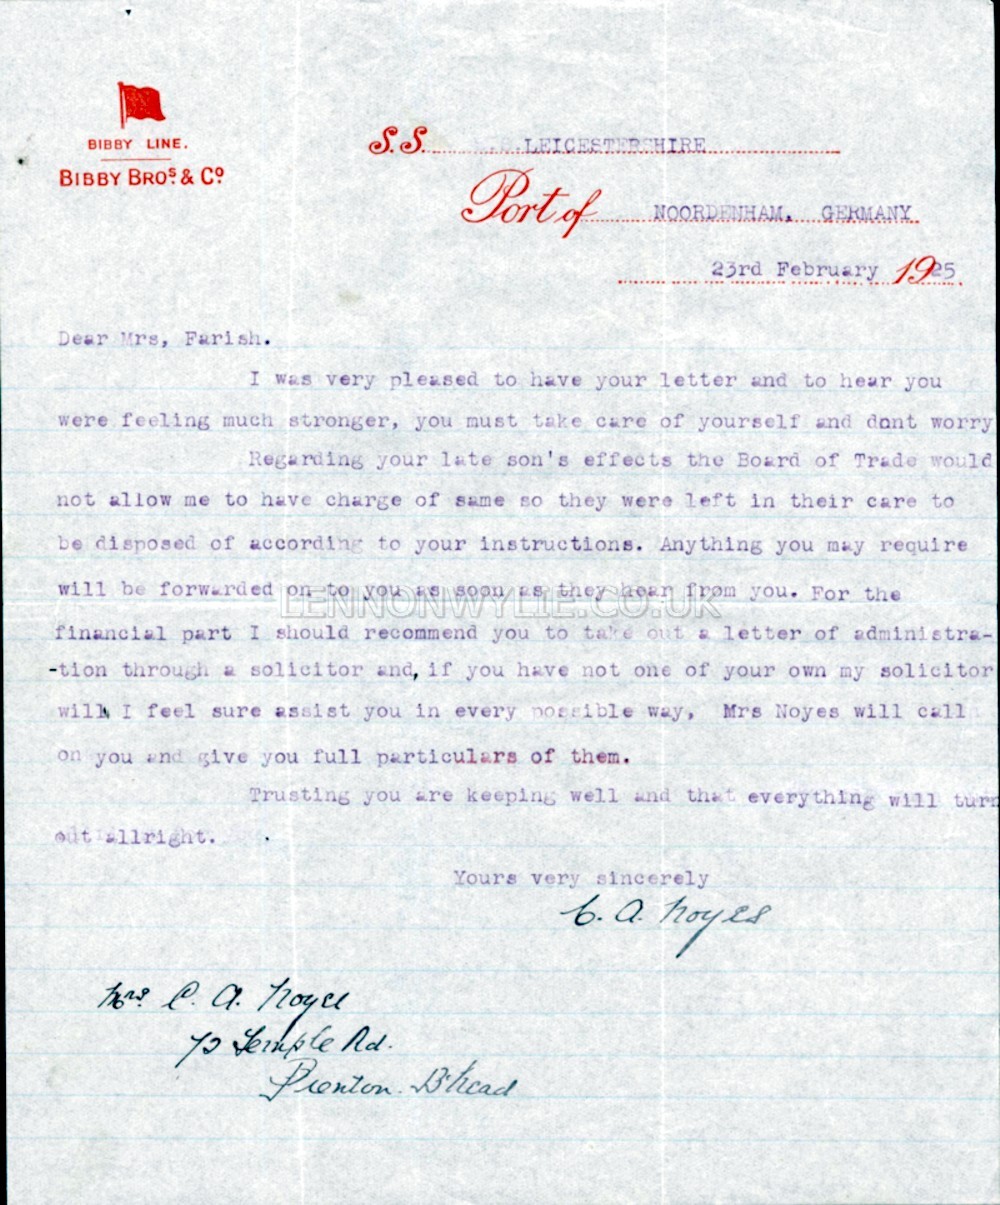 BIBBY LINE.
BIBBY BROS. & CO.
S.S. LEICESTERSHIRE
Port of NOORDENHAM, GERMANY
23rd February 1925
Dear Mrs, Farish.
I was very pleased to have your letter and to hear you
were feeling much stronger, you must take care of yourself and dont worry
Regarding your late son's effects the Board of Trade would
not allow me to have charge of same so they were left in their care to
be disposed of according to your instructions. Anything you may require
will be forwarded on to you as soon as they hear from you. For the
LENNONWYLIE.CO.UK
financial part I should recommend you to take out a letter of administra-
-tion through a solicitor and, if you have not one of your own my solicitor
will I feel sure assist you in every possible way, Mrs Noyes will call
on you and give you full particulars of them.
Trusting you are keeping well and that everything will turn
out allright.
Yours very sincerely
C. A. Noyes
Mrs C. A. Noyes
Temple Rd.
Prenton. B'head